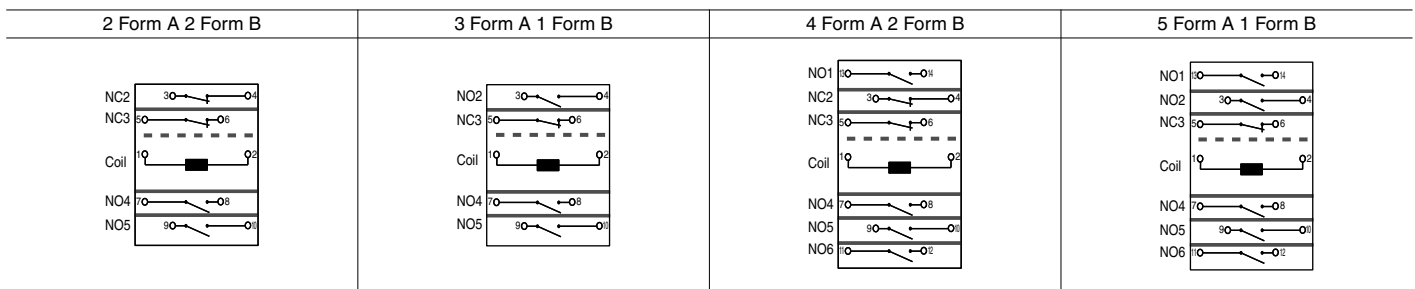 2 Form A 2 Form B
3 Form A 1 Form B
4 Form A 2 Form B
5 Form A 1 Form B
NC2 3 4
NC3 5 6
Coil 1 2
NO4 7 8
NO5 9 10
NO2 3 4
NC3 5 6
Coil 1 2
NO4 7 8
NO5 9 10
NO1 13 14
NC2 3 4
NC3 5 6
Coil 1 2
NO4 7 8
NO5 9 10
NO6 11 12
NO1 13 14
NO2 3 4
NC3 5 6
Coil 1 2
NO4 7 8
NO5 9 10
NO6 11 12